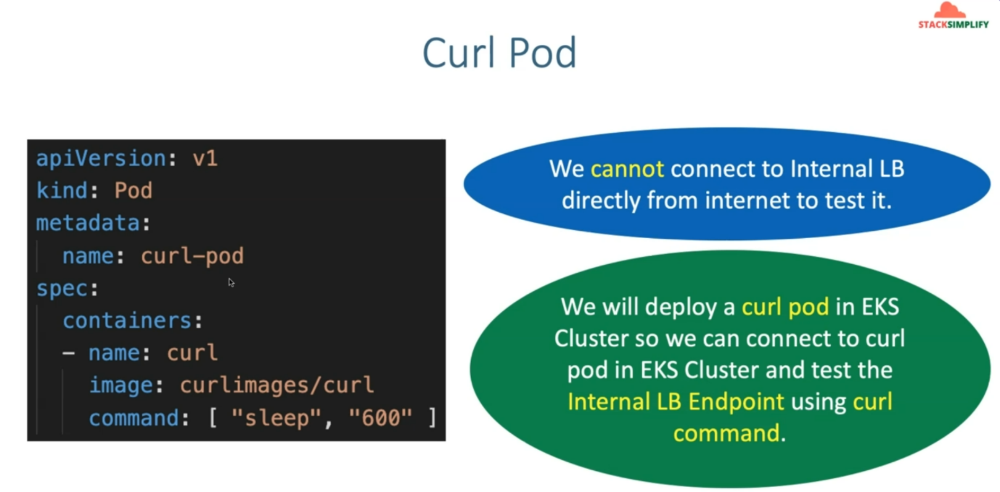 STACKSIMPLIFY
Curl Pod
apiVersion: v1
kind: Pod
metadata:
  name: curl-pod
spec:
  containers:
  - name: curl
    image: curlimages/curl
    command: [ "sleep", "600" ]
We cannot connect to Internal LB
directly from internet to test it.
We will deploy a curl pod in EKS
Cluster so we can connect to curl
pod in EKS Cluster and test the
Internal LB Endpoint using curl
command.